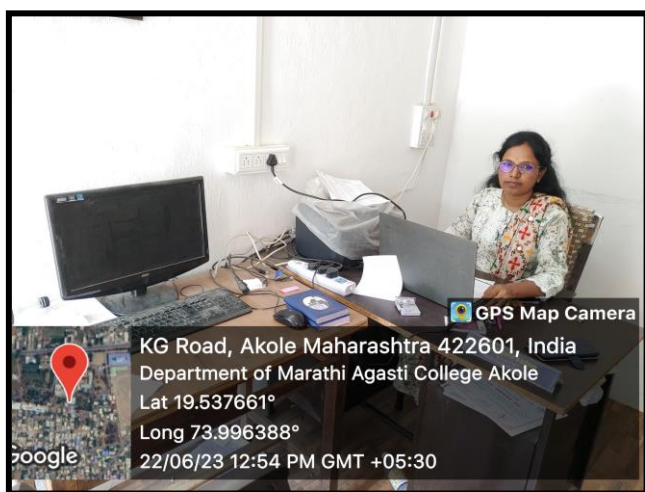 GPS Map Camera
KG Road, Akole Maharashtra 422601, India
Department of Marathi Agasti College Akole
Lat 19.537661°
Long 73.996388°
22/06/23 12:54 PM GMT +05:30
Google